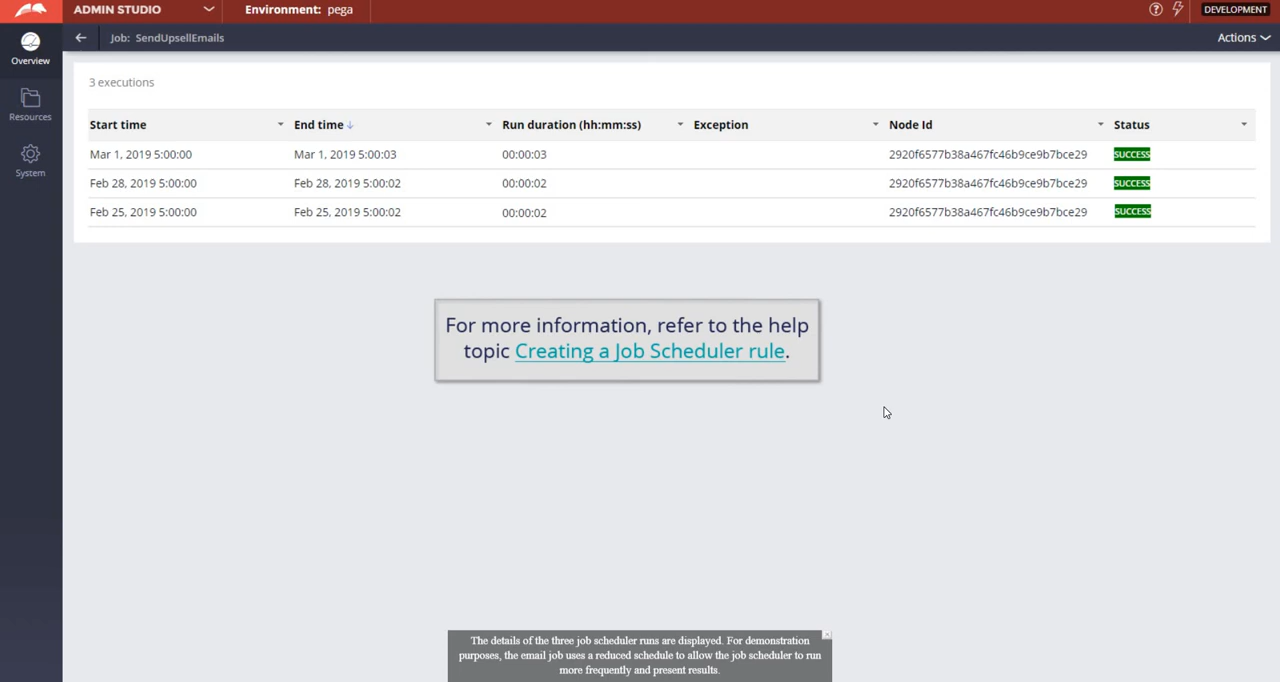 ADMIN STUDIO Environment: pega DEVELOPMENT
Job: SendUpsellEmails Actions
Overview
Resources
System
3 executions
Start time End time Run duration (hh:mm:ss) Exception Node Id Status
Mar 1, 2019 5:00:00 Mar 1, 2019 5:00:03 00:00:03 2920f6577b38a467fc46b9ce9b7bce29 SUCCESS
Feb 28, 2019 5:00:00 Feb 28, 2019 5:00:02 00:00:02 2920f6577b38a467fc46b9ce9b7bce29 SUCCESS
Feb 25, 2019 5:00:00 Feb 25, 2019 5:00:02 00:00:02 2920f6577b38a467fc46b9ce9b7bce29 SUCCESS
For more information, refer to the help
topic Creating a Job Scheduler rule.
The details of the three job scheduler runs are displayed. For demonstration
purposes, the email job uses a reduced schedule to allow the job scheduler to run
more frequently and present results.